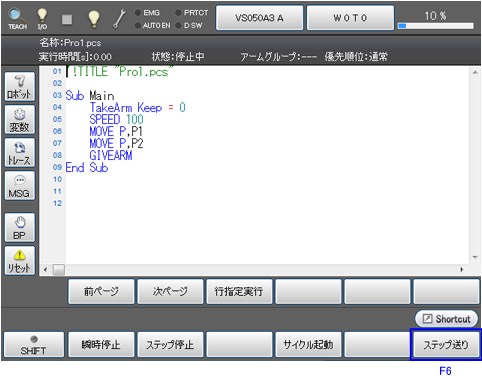 TEACH I/O EMG PRTCT AUTO EN D SW VS050A3 A W 0 T 0 10 %
名称:Pro1.pcs
実行時間[s]:0.00 状態:停止中 アームグループ:--- 優先順位:通常
01 !TITLE "Pro1.pcs"
02
03 Sub Main
04 TakeArm Keep = 0
05 SPEED 100
06 MOVE P,P1
07 MOVE P,P2
08 GIVEARM
09 End Sub
10
11
12
ロボット
変数
トレース
MSG
BP
リセット
前ページ 次ページ 行指定実行
Shortcut
SHIFT 瞬時停止 ステップ停止 サイクル起動 ステップ送り
F6